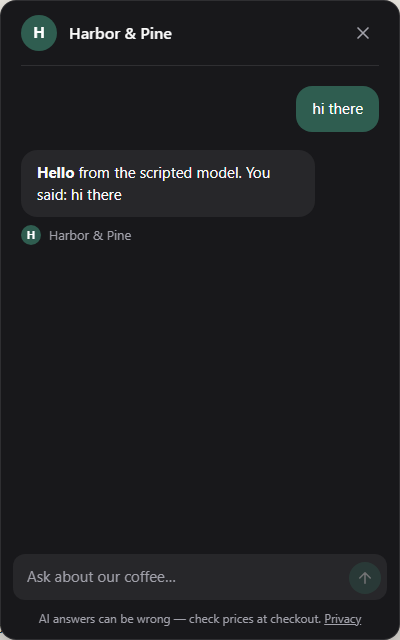 H Harbor & Pine
hi there
Hello from the scripted model. You
said: hi there
H Harbor & Pine
Ask about our coffee...
AI answers can be wrong — check prices at checkout. Privacy